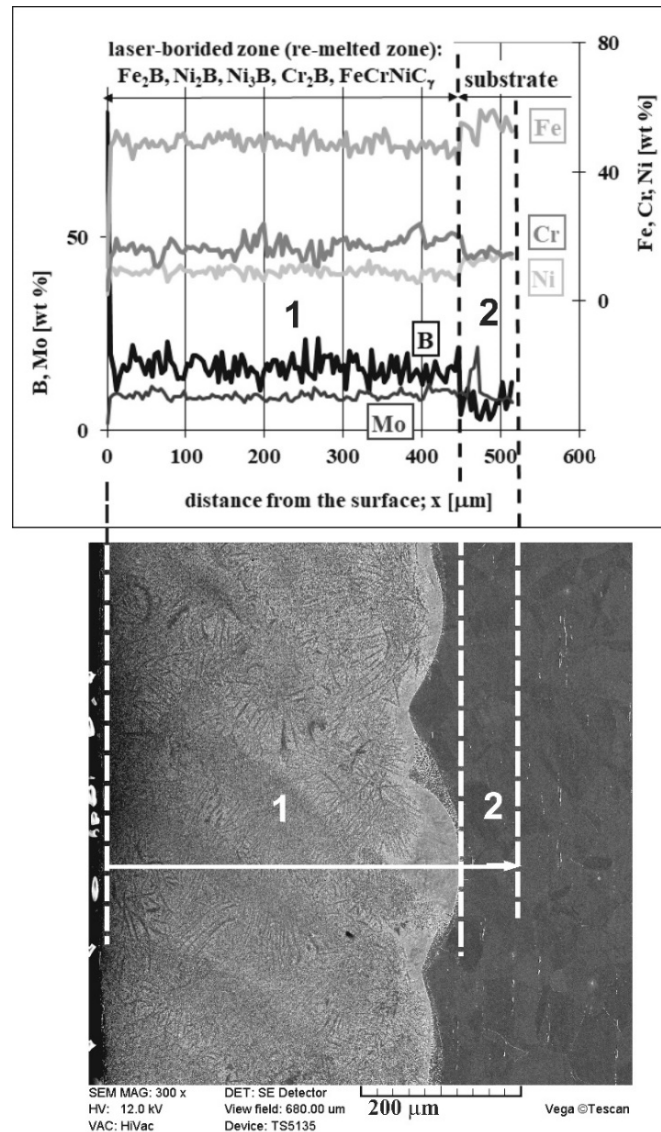 laser-borided zone (re-melted zone):
Fe₂B, Ni₂B, Ni₃B, Cr₂B, FeCrNiCγ
substrate
80
Fe
40
50
Cr
Ni
0
1
2
B
Mo
0
0 100 200 300 400 500 600
B, Mo [wt %]
Fe, Cr, Ni [wt %]
distance from the surface; x [μm]
1
2
SEM MAG: 300 x DET: SE Detector
HV: 12.0 kV View field: 680.00 um 200 μm Vega ©Tescan
VAC: HiVac Device: TS5135